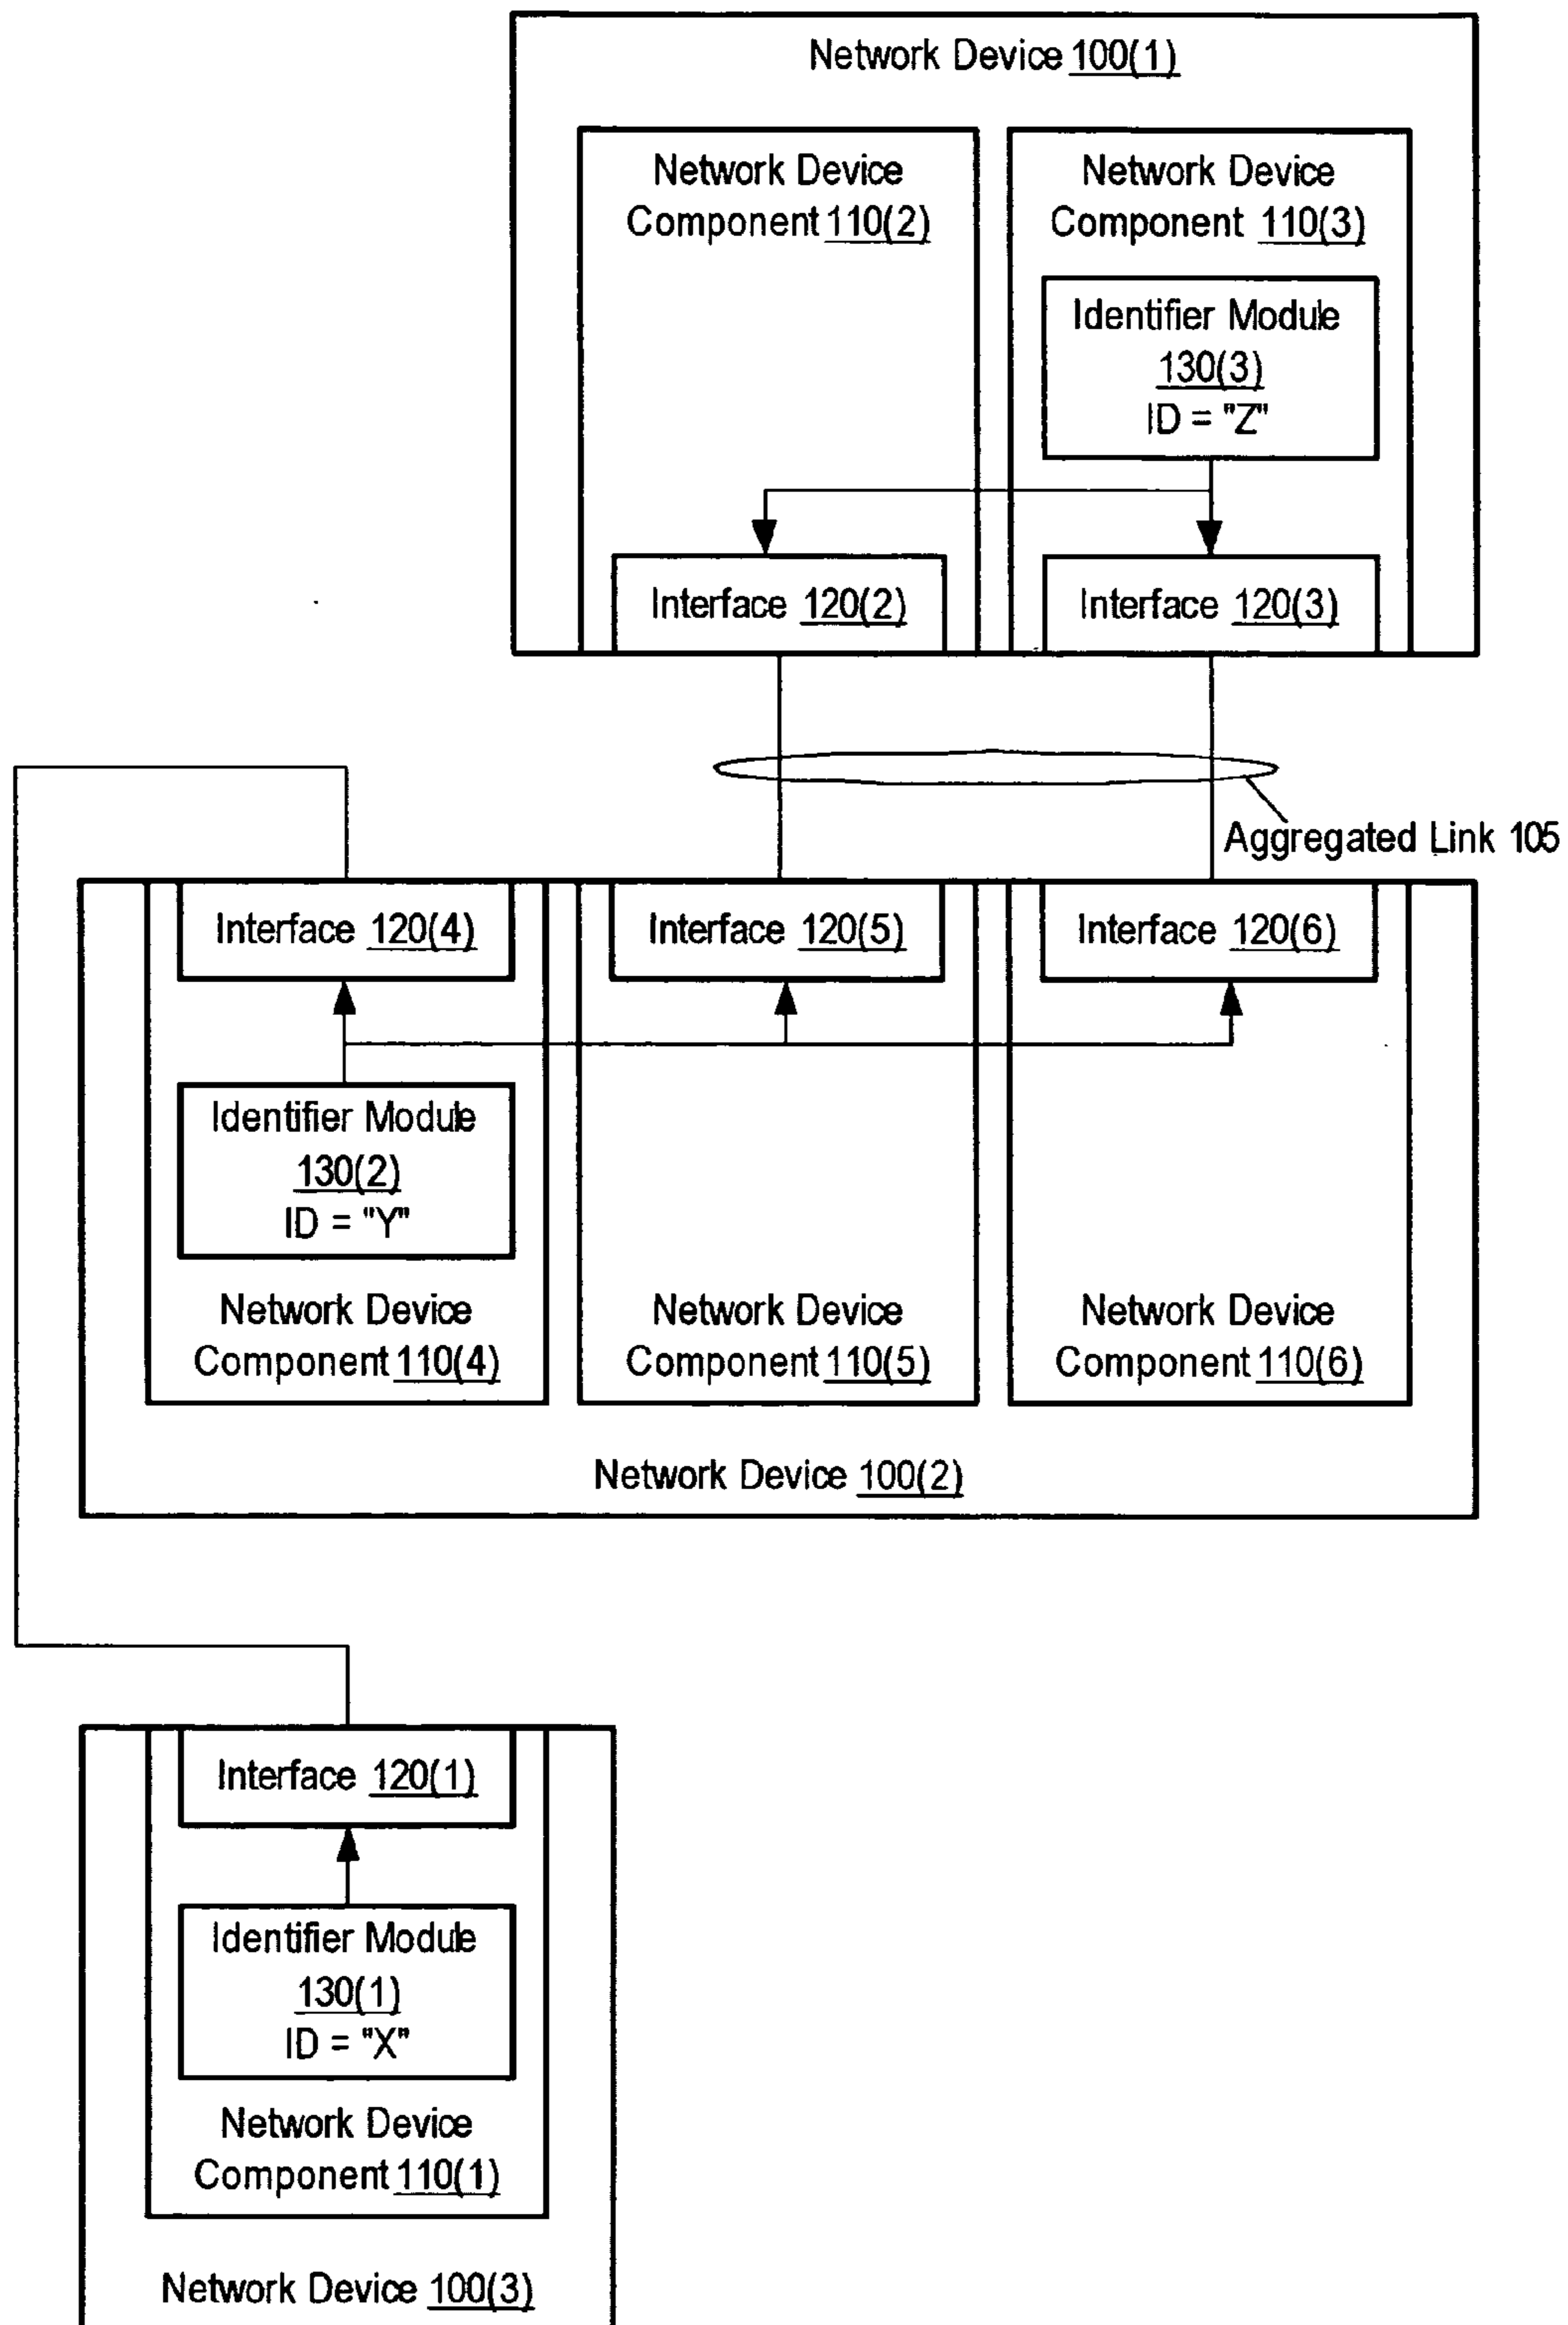 Network Device 100(1)
Network Device
Component 110(2)
Network Device
Component 110(3)
Identifier Module
130(3)
ID = "Z"
Interface 120(2)
Interface 120(3)
Aggregated Link 105
Interface 120(4)
Interface 120(5)
Interface 120(6)
Identifier Module
130(2)
ID = "Y"
Network Device
Component 110(4)
Network Device
Component 110(5)
Network Device
Component 110(6)
Network Device 100(2)
Interface 120(1)
Identifier Module
130(1)
ID = "X"
Network Device
Component 110(1)
Network Device 100(3)